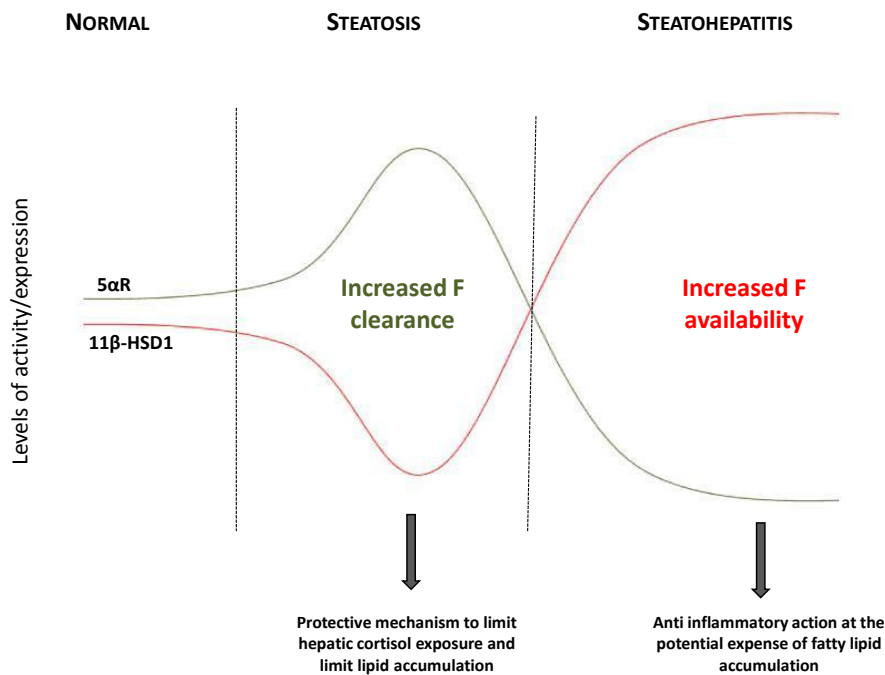 NORMAL
STEATOSIS
STEATOHEPATITIS
Levels of activity/expression
5αR
11β-HSD1
Increased F
clearance
Increased F
availability
Protective mechanism to limit
hepatic cortisol exposure and
limit lipid accumulation
Anti inflammatory action at the
potential expense of fatty lipid
accumulation